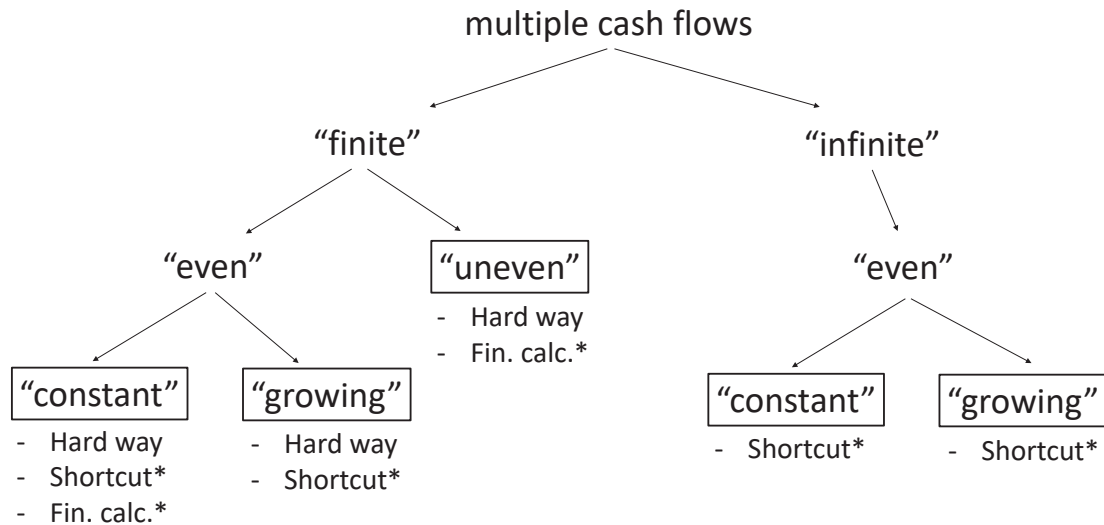 multiple cash flows
“finite”
“infinite”
“even”
“uneven”
“even”
- Hard way
- Fin. calc.*
“constant”
“growing”
“constant”
“growing”
- Hard way
- Shortcut*
- Fin. calc.*
- Hard way
- Shortcut*
- Shortcut*
- Shortcut*